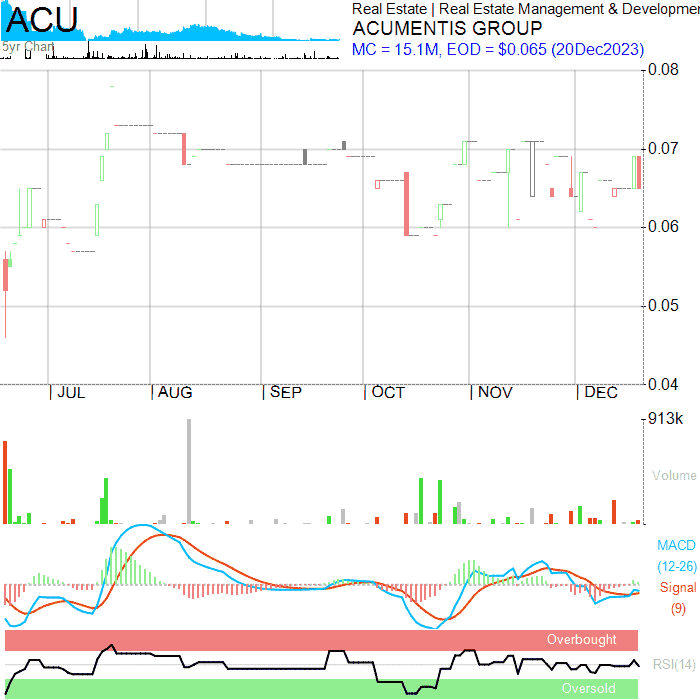 ACU
5yr Chart
Real Estate | Real Estate Management & Developmen
ACUMENTIS GROUP
MC = 15.1M, EOD = $0.065 (20Dec2023)
0.08
0.07
0.06
0.05
0.04
JUL
AUG
SEP
OCT
NOV
DEC
913k
Volume
MACD
(12-26)
Signal
(9)
Overbought
RSI(14)
Oversold